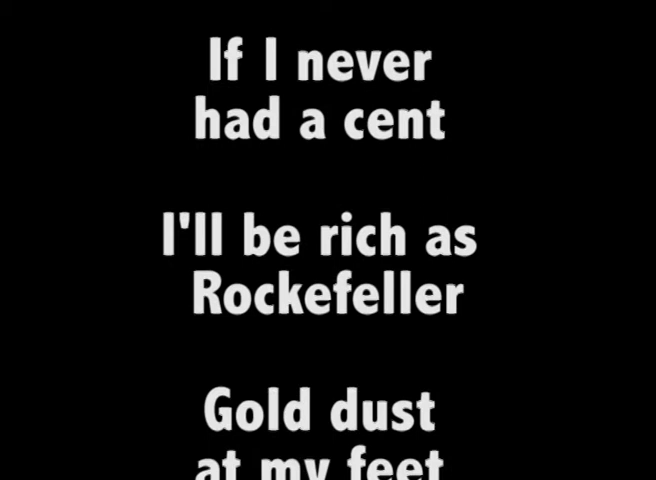 If I never
had a cent
I'll be rich as
Rockefeller
Gold dust
at my feet